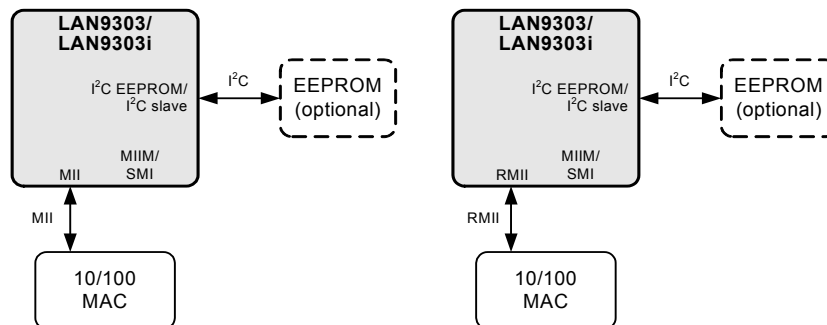 LAN9303/
LAN9303i
I²C EEPROM/
I²C slave
I²C
EEPROM
(optional)
MIIM/
SMI
MII
MII
10/100
MAC
LAN9303/
LAN9303i
I²C EEPROM/
I²C slave
I²C
EEPROM
(optional)
MIIM/
SMI
RMII
RMII
10/100
MAC